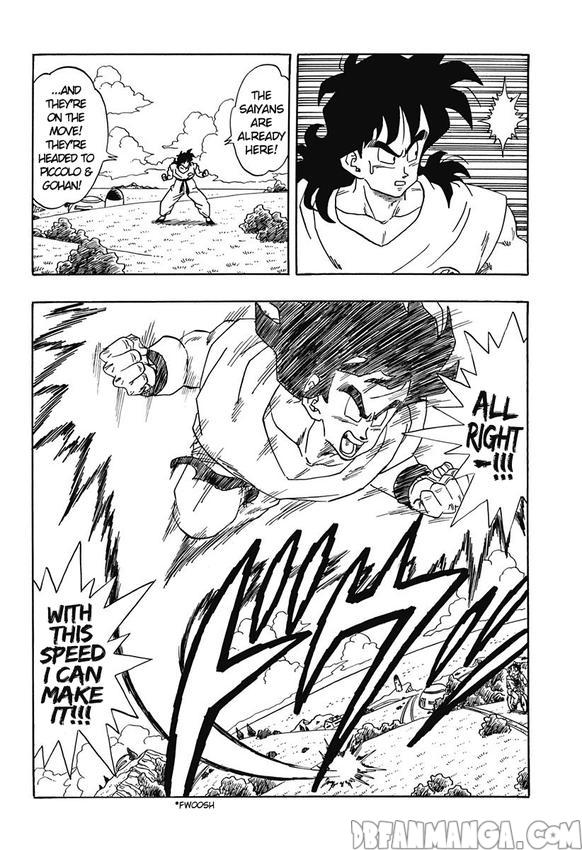 THE
SAIYANS
ARE
ALREADY
HERE!
...AND
THEY'RE
ON THE
MOVE!
THEY'RE
HEADED TO
PICCOLO &
GOHAN!
ALL
RIGHT
-!!!
WITH
THIS
SPEED
I CAN
MAKE
IT!!!
*FWOOSH
DBFANMANGA.COM